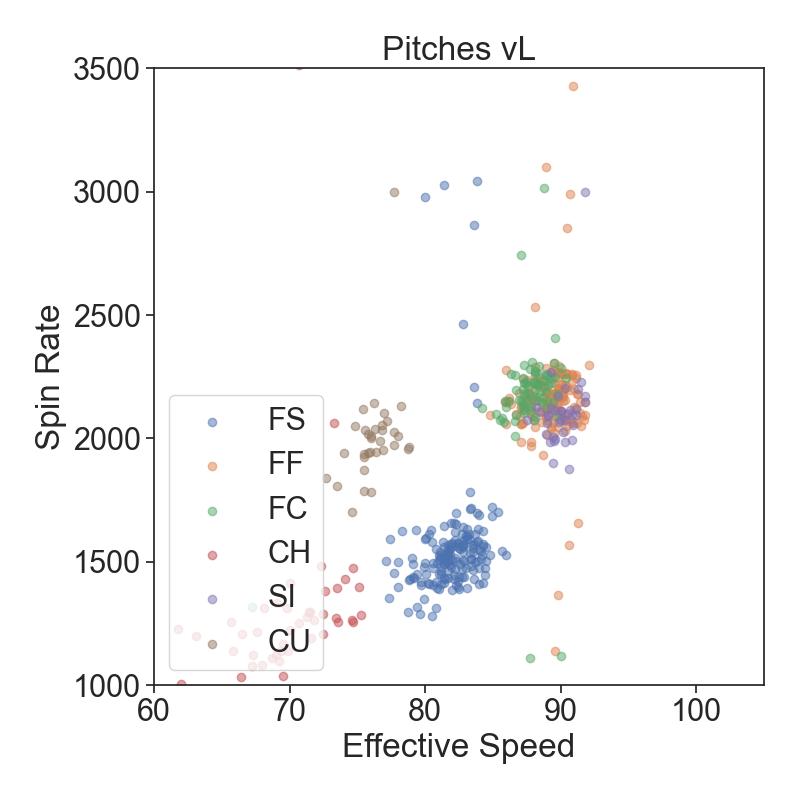 Pitches vL
3500
3000
2500
2000
1500
1000
Spin Rate
FS
FF
FC
CH
SI
CU
60 70 80 90 100
Effective Speed